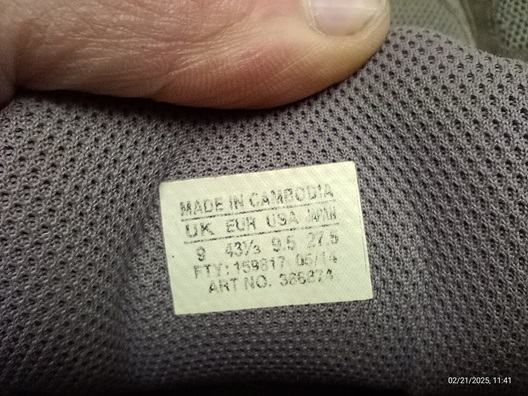 MADE IN CAMBODIA
UK EUR USA JAPAN
9 43⅓ 9.5 27.5
FTY: 159817 06/14
ART NO. 386274
02/21/2025, 11:41